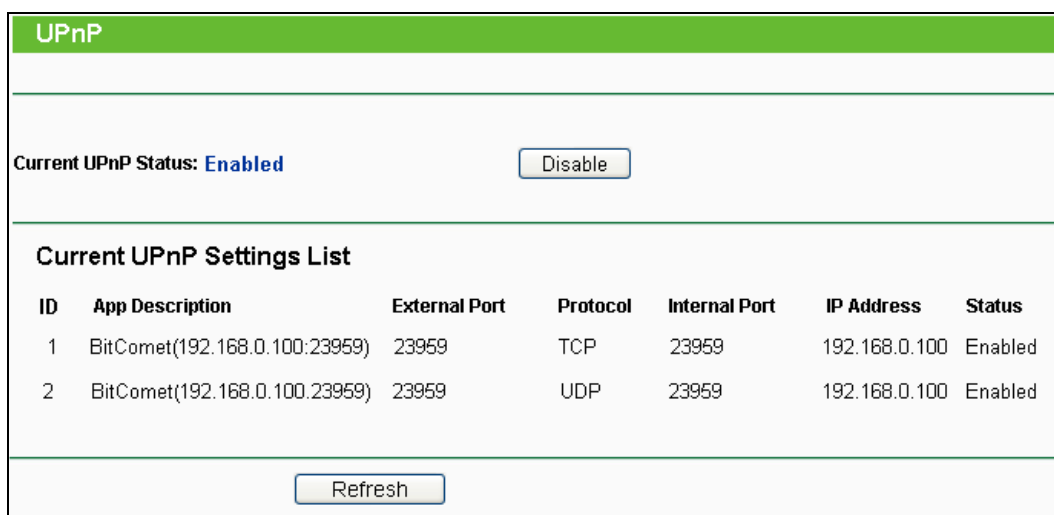 UPnP
Current UPnP Status: Enabled Disable
Current UPnP Settings List
ID App Description External Port Protocol Internal Port IP Address Status
1 BitComet(192.168.0.100:23959) 23959 TCP 23959 192.168.0.100 Enabled
2 BitComet(192.168.0.100.23959) 23959 UDP 23959 192.168.0.100 Enabled
Refresh